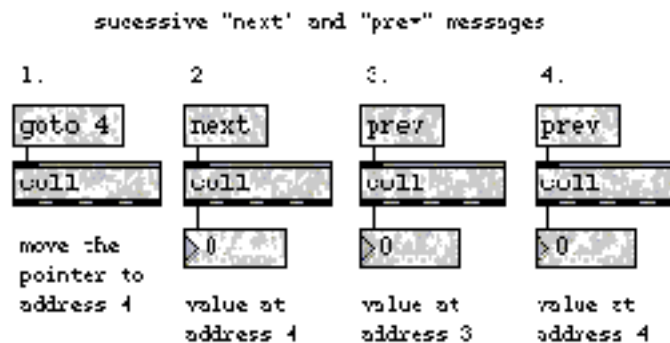 sucessive "next' and "prev" messages
1. 2 3. 4.
goto 4 next prev prev
coll coll coll coll
0 0 0
move the
pointer to
address 4
value at
address 4
value at
address 3
value at
address 4